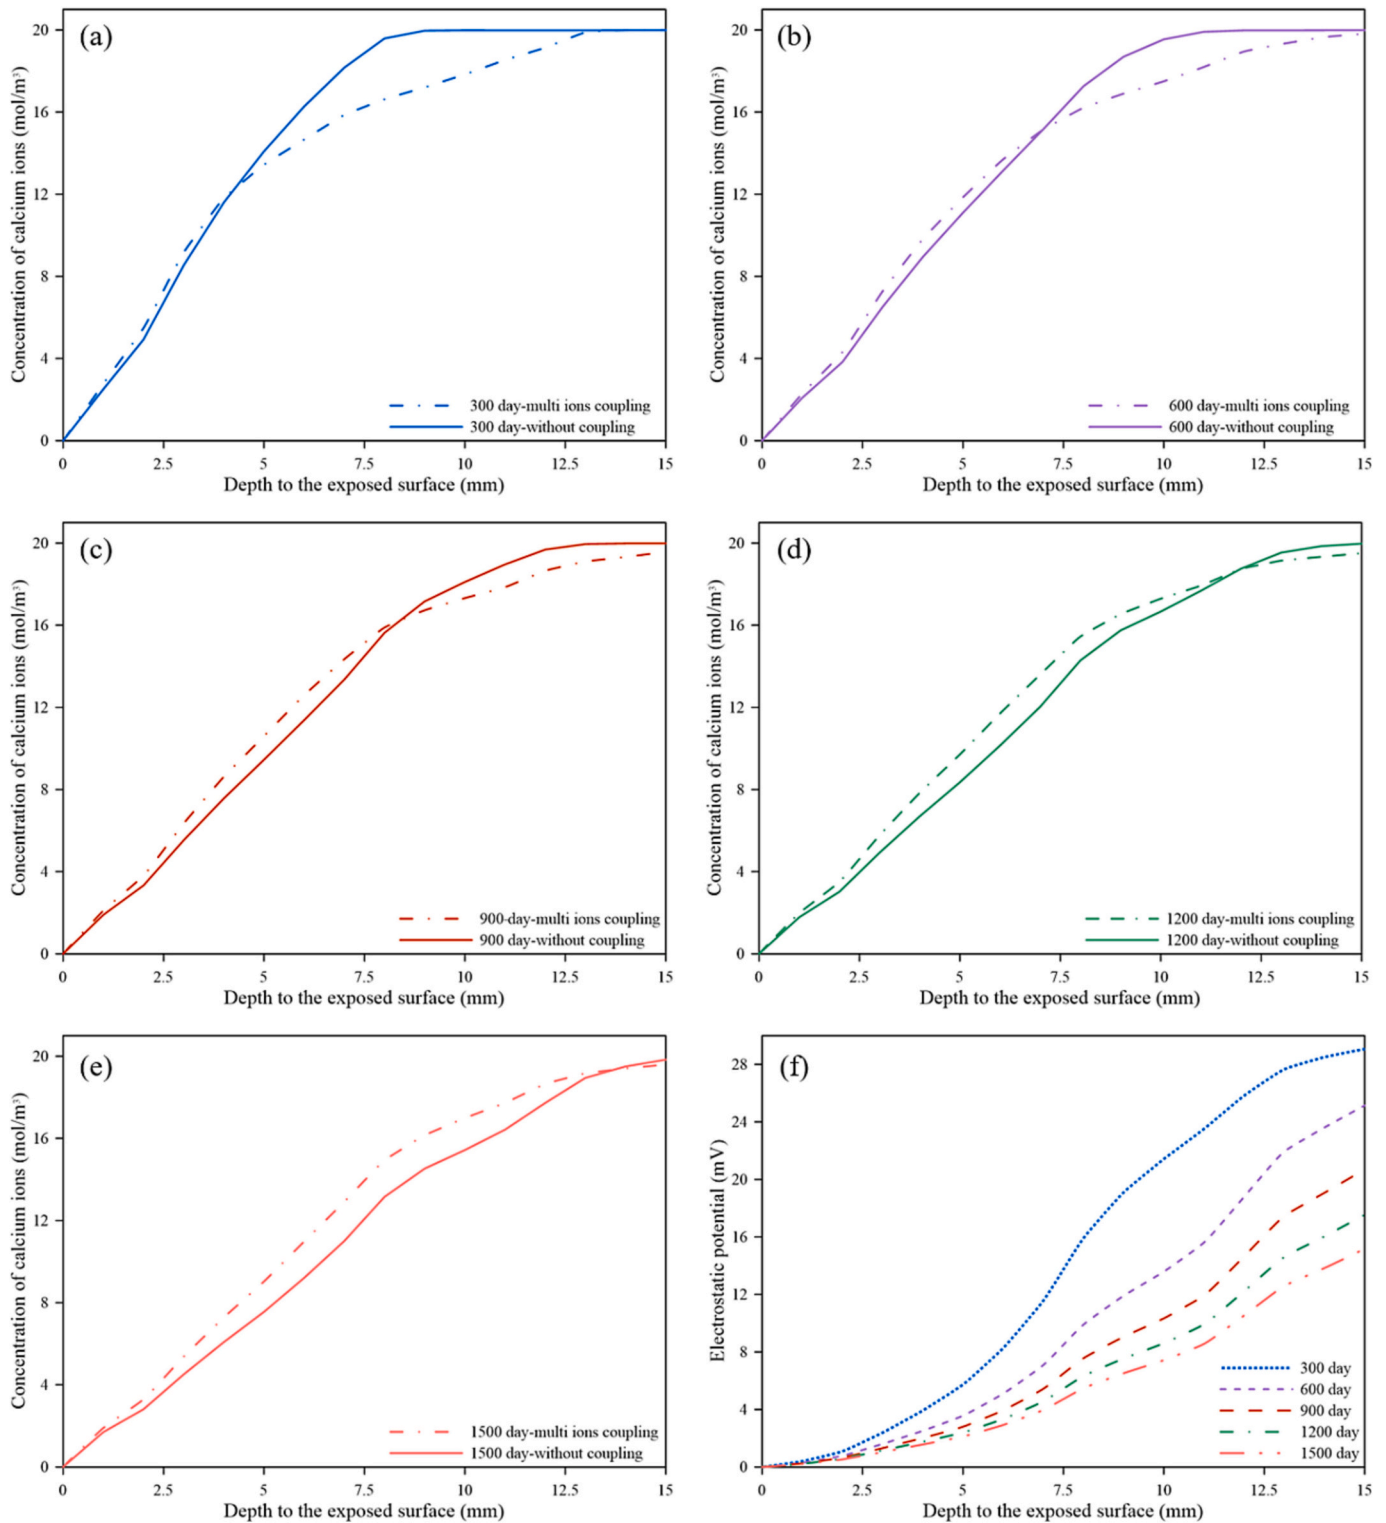 (a)
Concentration of calcium ions (mol/m³)
20
16
12
8
4
0
300 day-multi ions coupling
300 day-without coupling
0 2.5 5 7.5 10 12.5 15
Depth to the exposed surface (mm)
(b)
Concentration of calcium ions (mol/m³)
20
16
12
8
4
0
600 day-multi ions coupling
600 day-without coupling
0 2.5 5 7.5 10 12.5 15
Depth to the exposed surface (mm)
(c)
Concentration of calcium ions (mol/m³)
20
16
12
8
4
0
900-day-multi ions coupling
900 day-without coupling
0 2.5 5 7.5 10 12.5 15
Depth to the exposed surface (mm)
(d)
Concentration of calcium ions (mol/m³)
20
16
12
8
4
0
1200 day-multi ions coupling
1200 day-without coupling
0 2.5 5 7.5 10 12.5 15
Depth to the exposed surface (mm)
(e)
Concentration of calcium ions (mol/m³)
20
16
12
8
4
0
1500 day-multi ions coupling
1500 day-without coupling
0 2.5 5 7.5 10 12.5 15
Depth to the exposed surface (mm)
(f)
Electrostatic potential (mV)
28
24
20
16
12
8
4
0
300 day
600 day
900 day
1200 day
1500 day
0 2.5 5 7.5 10 12.5 15
Depth to the exposed surface (mm)